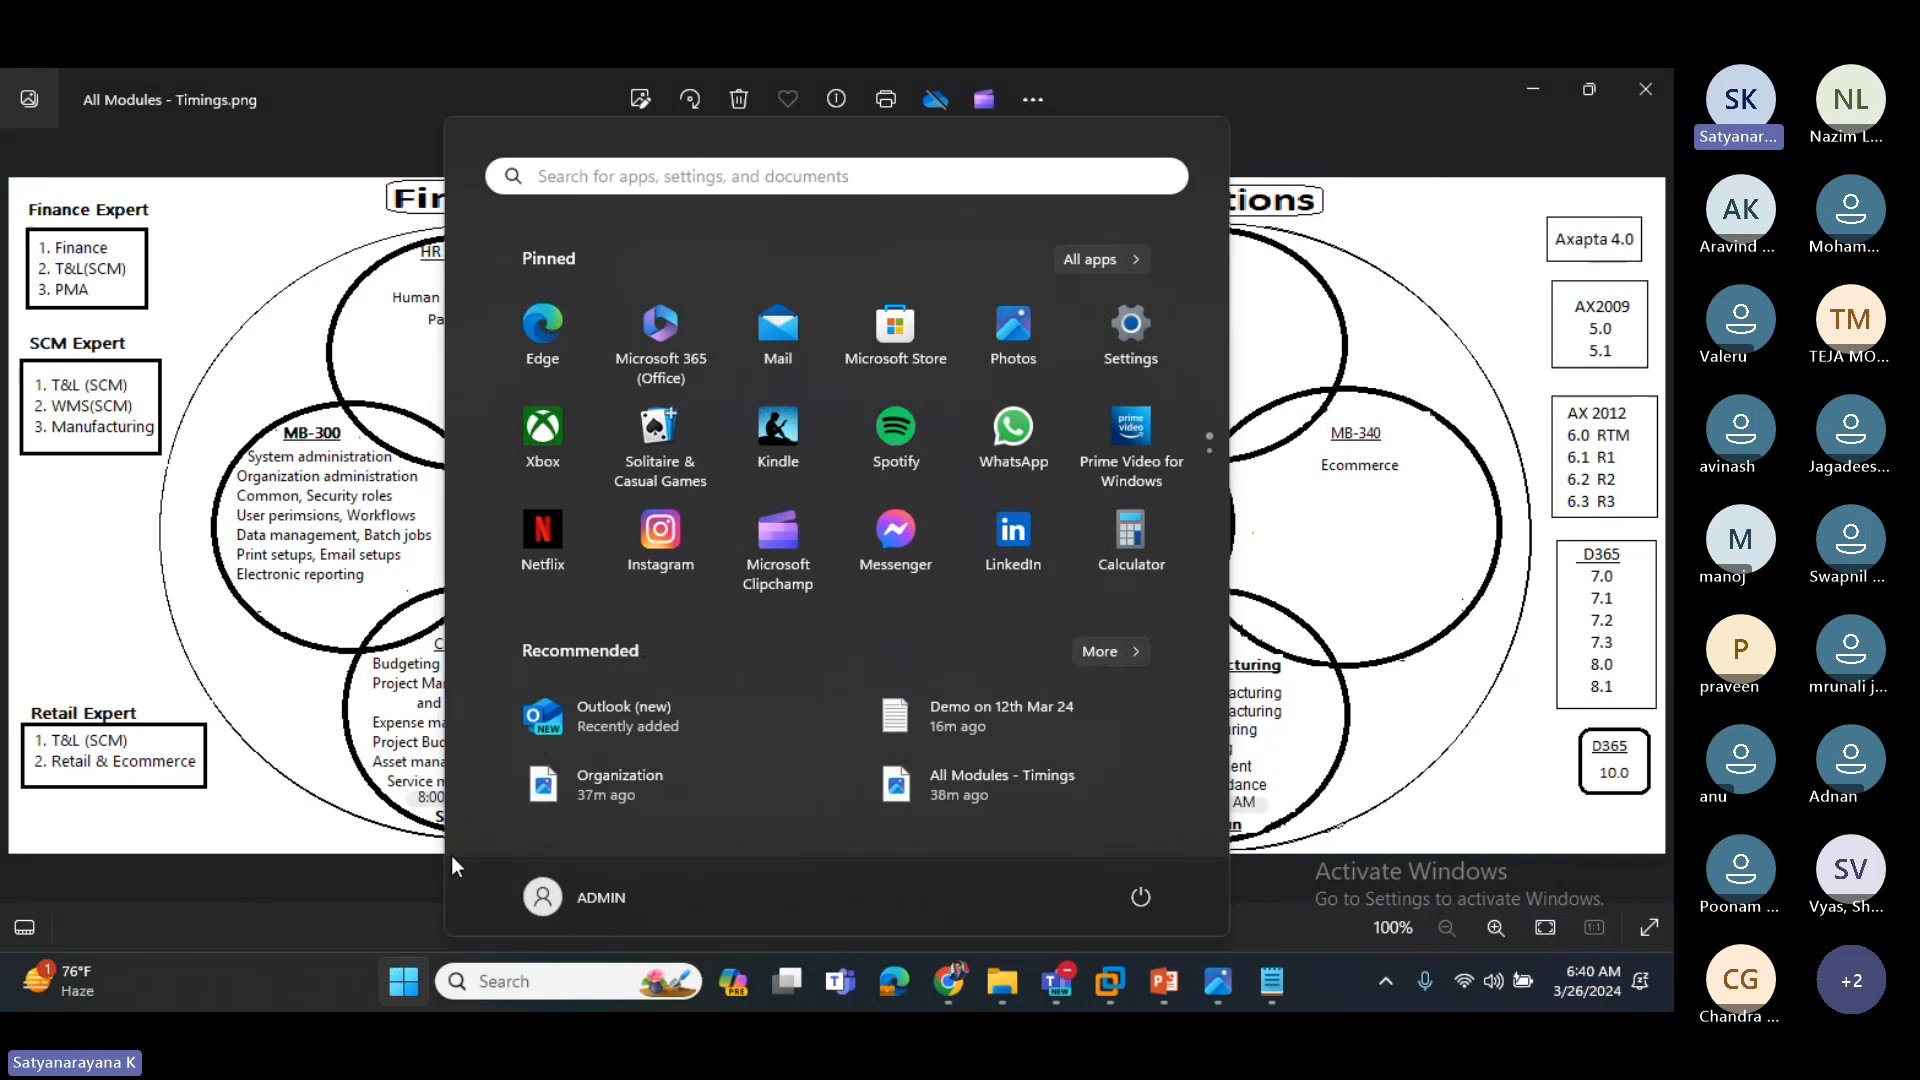 All Modules - Timings.png
Search for apps, settings, and documents
Finance Expert
1. Finance
2. T&L(SCM)
3. PMA
SCM Expert
1. T&L (SCM)
2. WMS(SCM)
3. Manufacturing
Retail Expert
1. T&L (SCM)
2. Retail & Ecommerce
Fin
HR
Human
Pa
MB-300
System administration
Organization administration
Common, Security roles
User perimsions, Workflows
Data management, Batch jobs
Print setups, Email setups
Electronic reporting
C
Budgeting
Project Ma
and
Expense ma
Project Bud
Asset mana
Service m
8:00
S
Pinned
All apps
Edge
Microsoft 365
(Office)
Mail
Microsoft Store
Photos
Settings
Xbox
Solitaire &
Casual Games
Kindle
Spotify
WhatsApp
prime
video
Prime Video for
Windows
Netflix
Instagram
Microsoft
Clipchamp
Messenger
LinkedIn
Calculator
Recommended
More
Outlook (new)
Recently added
Demo on 12th Mar 24
16m ago
Organization
37m ago
All Modules - Timings
38m ago
ADMIN
tions
MB-340
Ecommerce
cturing
acturing
acturing
ring
ent
dance
AM
n
Axapta 4.0
AX2009
5.0
5.1
AX 2012
6.0 RTM
6.1 R1
6.2 R2
6.3 R3
D365
7.0
7.1
7.2
7.3
8.0
8.1
D365
10.0
Activate Windows
Go to Settings to activate Windows.
100%
1
76°F
Haze
Search
PRE
NEW
6:40 AM
3/26/2024
Satyanarayana K
SK
Satyanar...
NL
Nazim L...
AK
Aravind ...
Moham...
Valeru
TM
TEJA MO...
avinash
Jagadees...
M
manoj
Swapnil ...
P
praveen
mrunali j...
anu
Adnan
Poonam ...
SV
Vyas, Sh...
CG
Chandra ...
+2